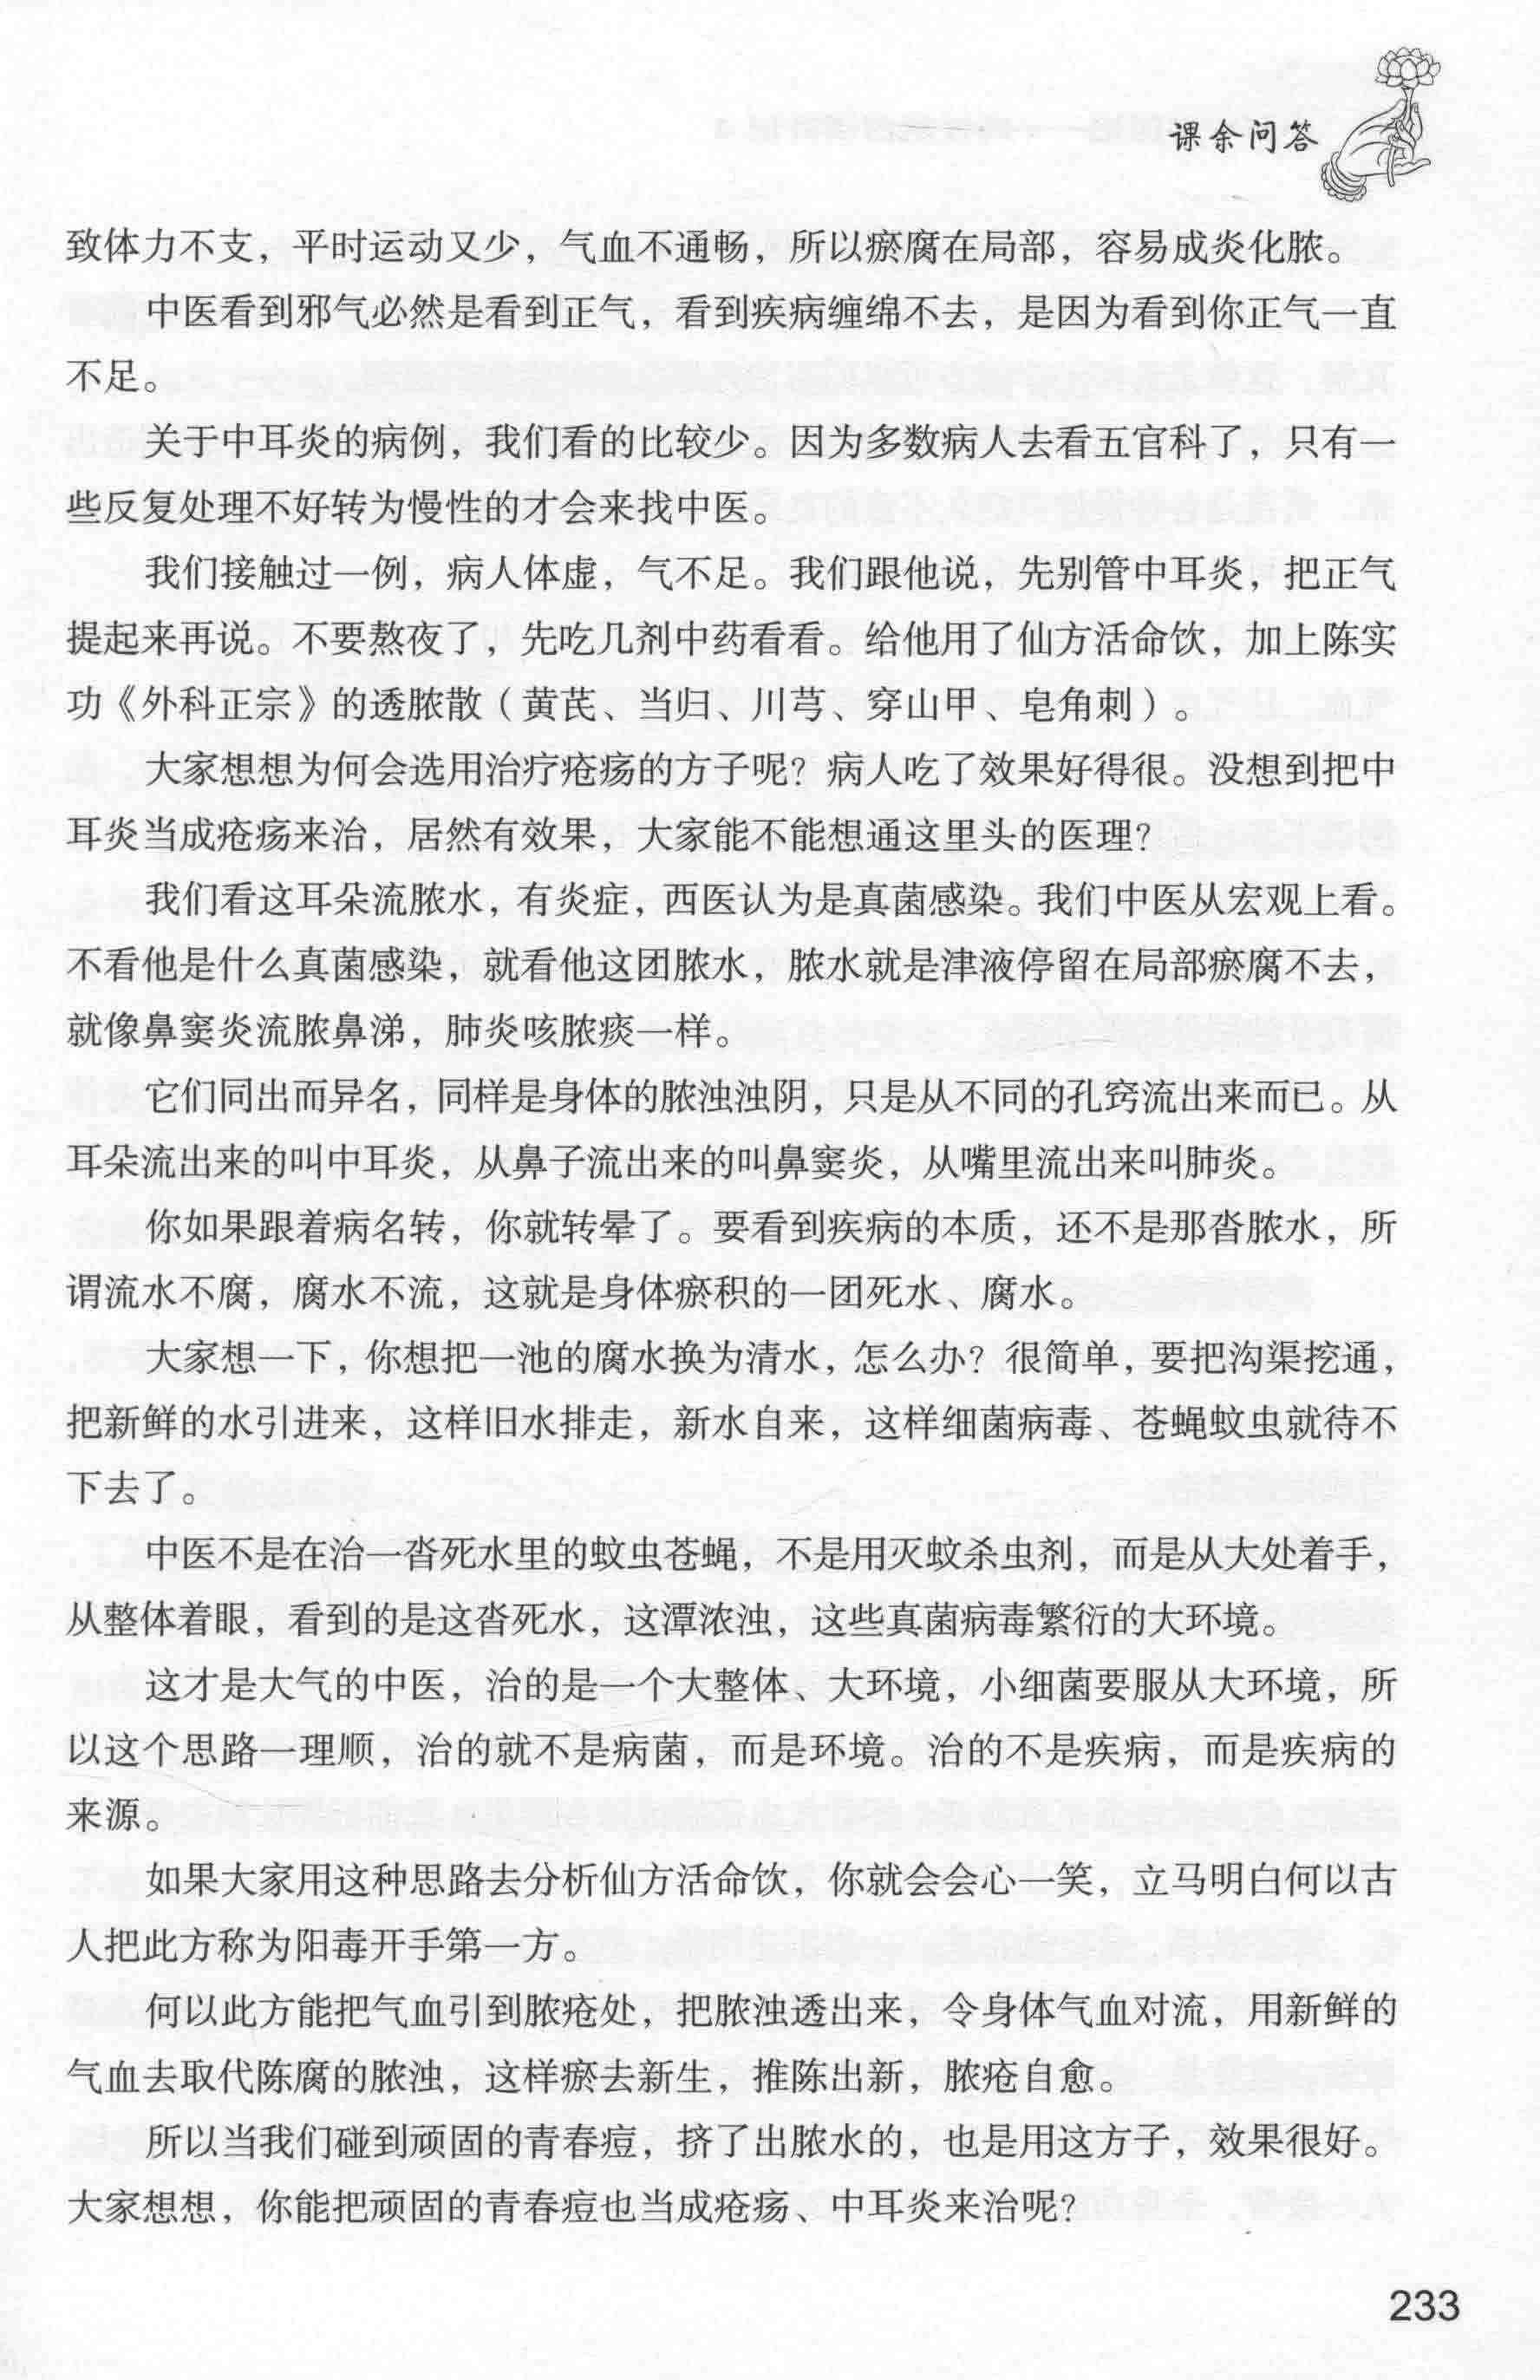 课余问答
致体力不支，平时运动又少，气血不通畅，所以瘀腐在局部，容易成炎化脓。
中医看到邪气必然是看到正气，看到疾病缠绵不去，是因为看到你正气一直
不足。
关于中耳炎的病例，我们看的比较少。因为多数病人去看五官科了，只有一
些反复处理不好转为慢性的才会来找中医。
我们接触过一例，病人体虚，气不足。我们跟他说，先别管中耳炎，把正气
提起来再说。不要熬夜了，先吃几剂中药看看。给他用了仙方活命饮，加上陈实
功《外科正宗》的透脓散（黄芪、当归、川芎、穿山甲、皂角刺）。
大家想想为何会选用治疗疮疡的方子呢？病人吃了效果好得很。没想到把中
耳炎当成疮疡来治，居然有效果，大家能不能想通这里头的医理？
我们看这耳朵流脓水，有炎症，西医认为是真菌感染。我们中医从宏观上看。
不看他是什么真菌感染，就看他这团脓水，脓水就是津液停留在局部瘀腐不去，
就像鼻窦炎流脓鼻涕，肺炎咳脓痰一样。
它们同出而异名，同样是身体的脓浊浊阴，只是从不同的孔窍流出来而已。从
耳朵流出来的叫中耳炎，从鼻子流出来的叫鼻窦炎，从嘴里流出来叫肺炎。
你如果跟着病名转，你就转晕了。要看到疾病的本质，还不是那沓脓水，所
谓流水不腐，腐水不流，这就是身体瘀积的一团死水、腐水。
大家想一下，你想把一池的腐水换为清水，怎么办？很简单，要把沟渠挖通，
把新鲜的水引进来，这样旧水排走，新水自来，这样细菌病毒、苍蝇蚊虫就待不
下去了。
中医不是在治一沓死水里的蚊虫苍蝇，不是用灭蚊杀虫剂，而是从大处着手，
从整体着眼，看到的是这沓死水，这潭浓浊，这些真菌病毒繁衍的大环境。
这才是大气的中医，治的是一个大整体、大环境，小细菌要服从大环境，所
以这个思路一理顺，治的就不是病菌，而是环境。治的不是疾病，而是疾病的
来源。
如果大家用这种思路去分析仙方活命饮，你就会会心一笑，立马明白何以古
人把此方称为阳毒开手第一方。
何以此方能把气血引到脓疮处，把脓浊透出来，令身体气血对流，用新鲜的
气血去取代陈腐的脓浊，这样瘀去新生，推陈出新，脓疮自愈。
所以当我们碰到顽固的青春痘，挤了出脓水的，也是用这方子，效果很好。
大家想想，你能把顽固的青春痘也当成疮疡、中耳炎来治呢？
233